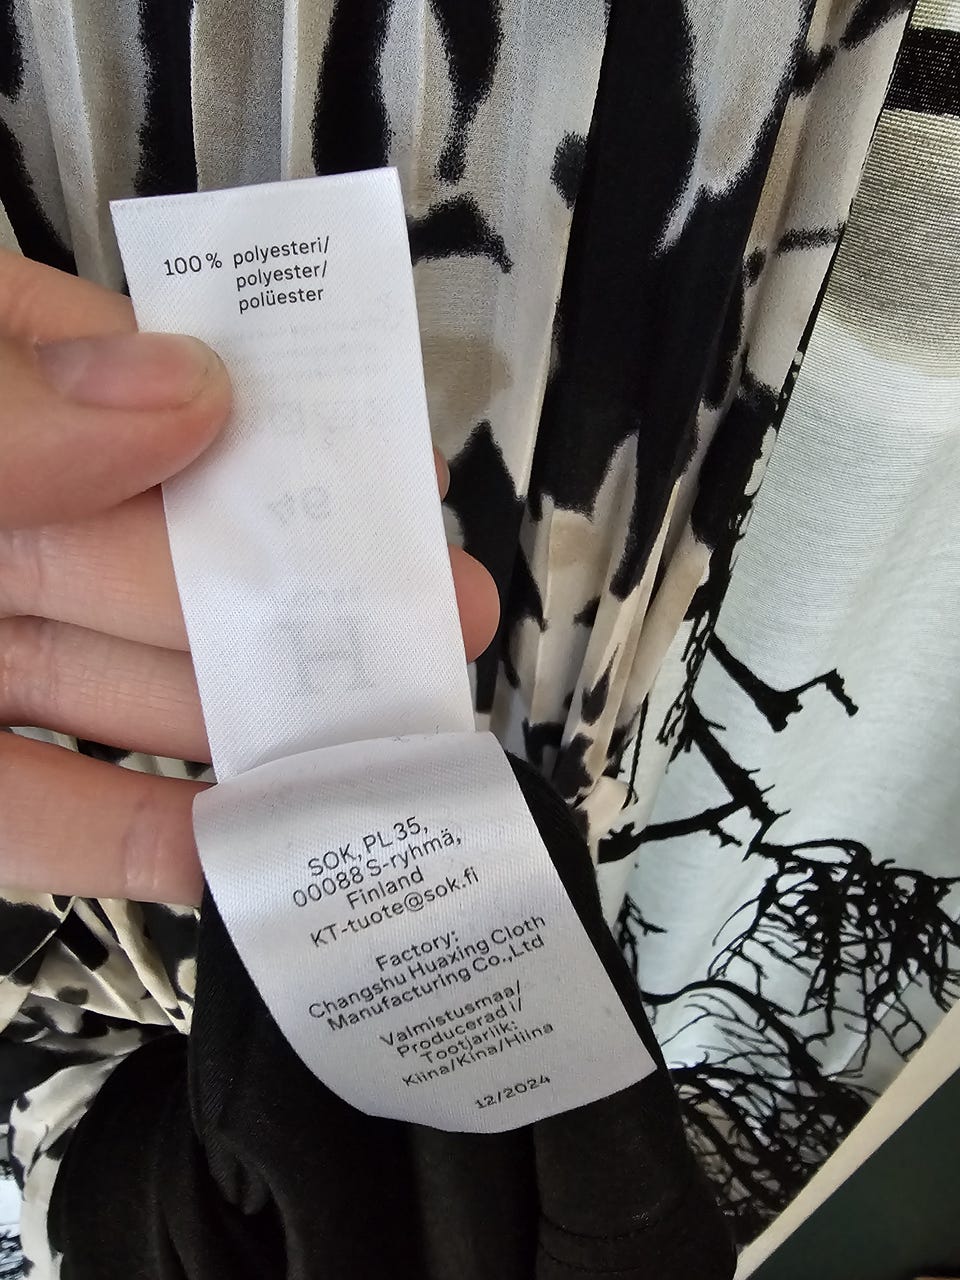 100% polyesteri/
polyester/
polüester
SOK, PL 35,
00088 S-ryhmä,
Finland
KT-tuote@sok.fi
Factory:
Changshu Huaxing Cloth
Manufacturing Co.,Ltd
Valmistusmaa/
Producerad i/
Tootjariik:
Kiina/Kina/Hiina
12/2024